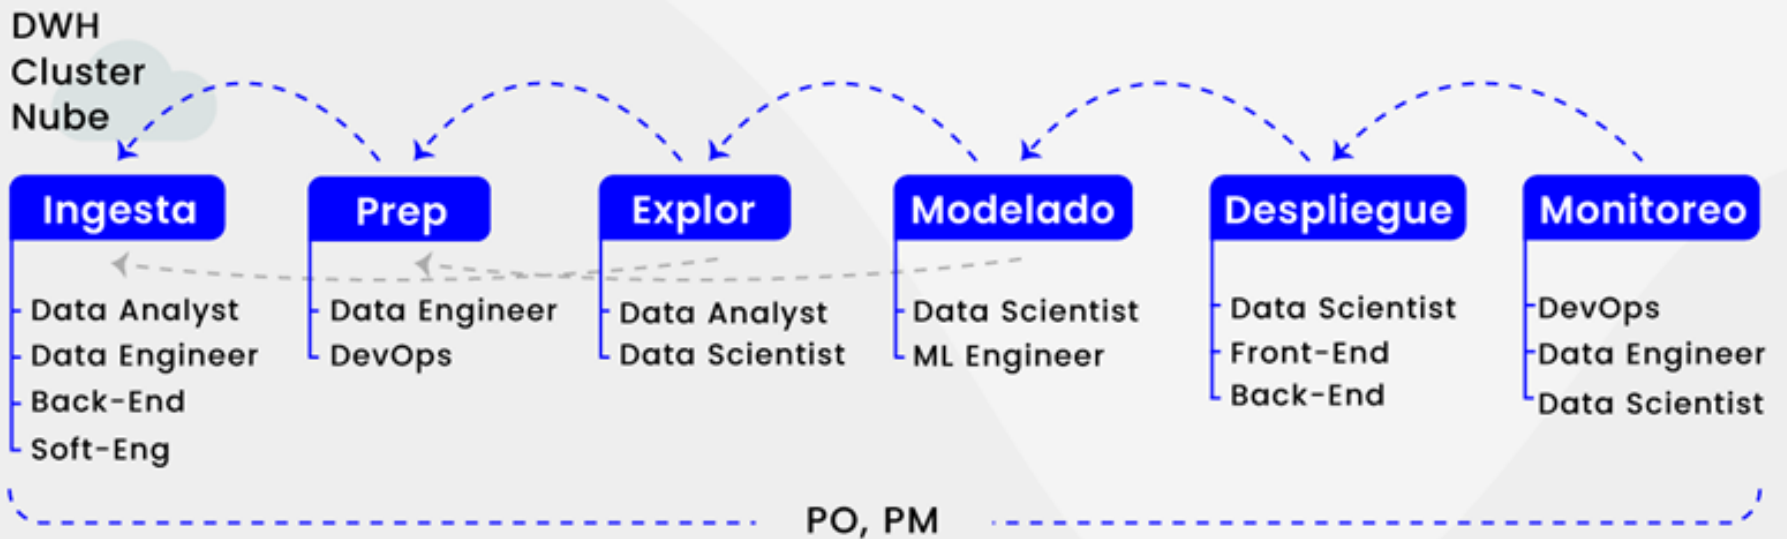 DWH
Cluster
Nube
Ingesta
Data Analyst
Data Engineer
Back-End
Soft-Eng
Prep
Data Engineer
DevOps
Explor
Data Analyst
Data Scientist
Modelado
Data Scientist
ML Engineer
Despliegue
Data Scientist
Front-End
Back-End
Monitoreo
DevOps
Data Engineer
Data Scientist
PO, PM